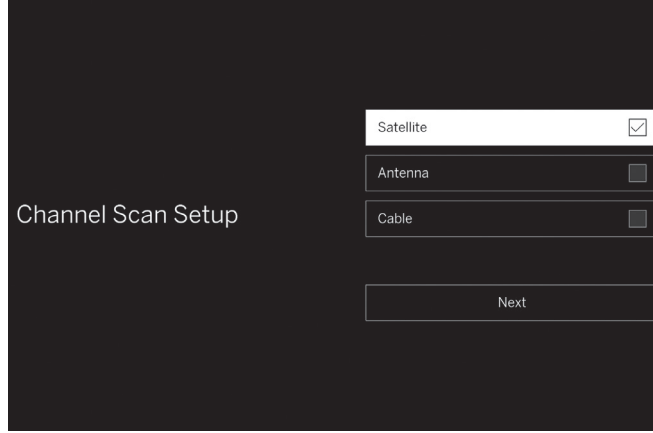 Channel Scan Setup
Satellite
Antenna
Cable
Next